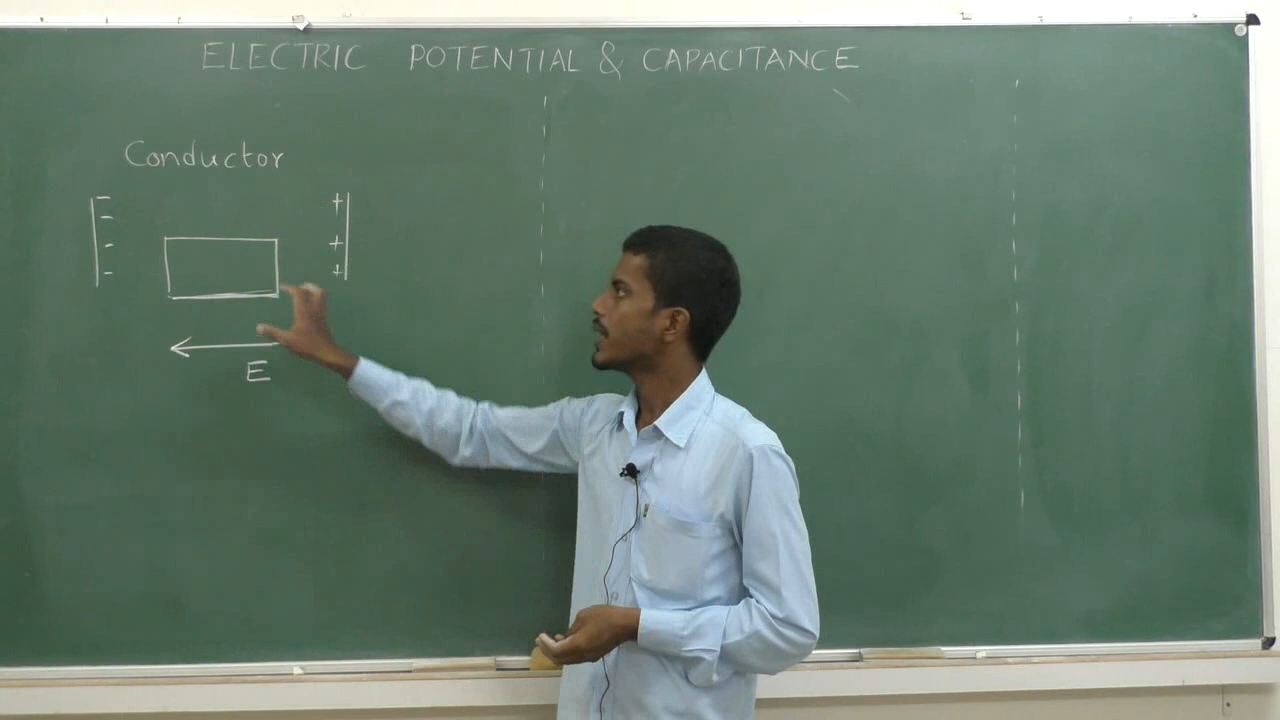 ELECTRIC POTENTIAL & CAPACITANCE
Conductor
- +
-
- +
- +
E